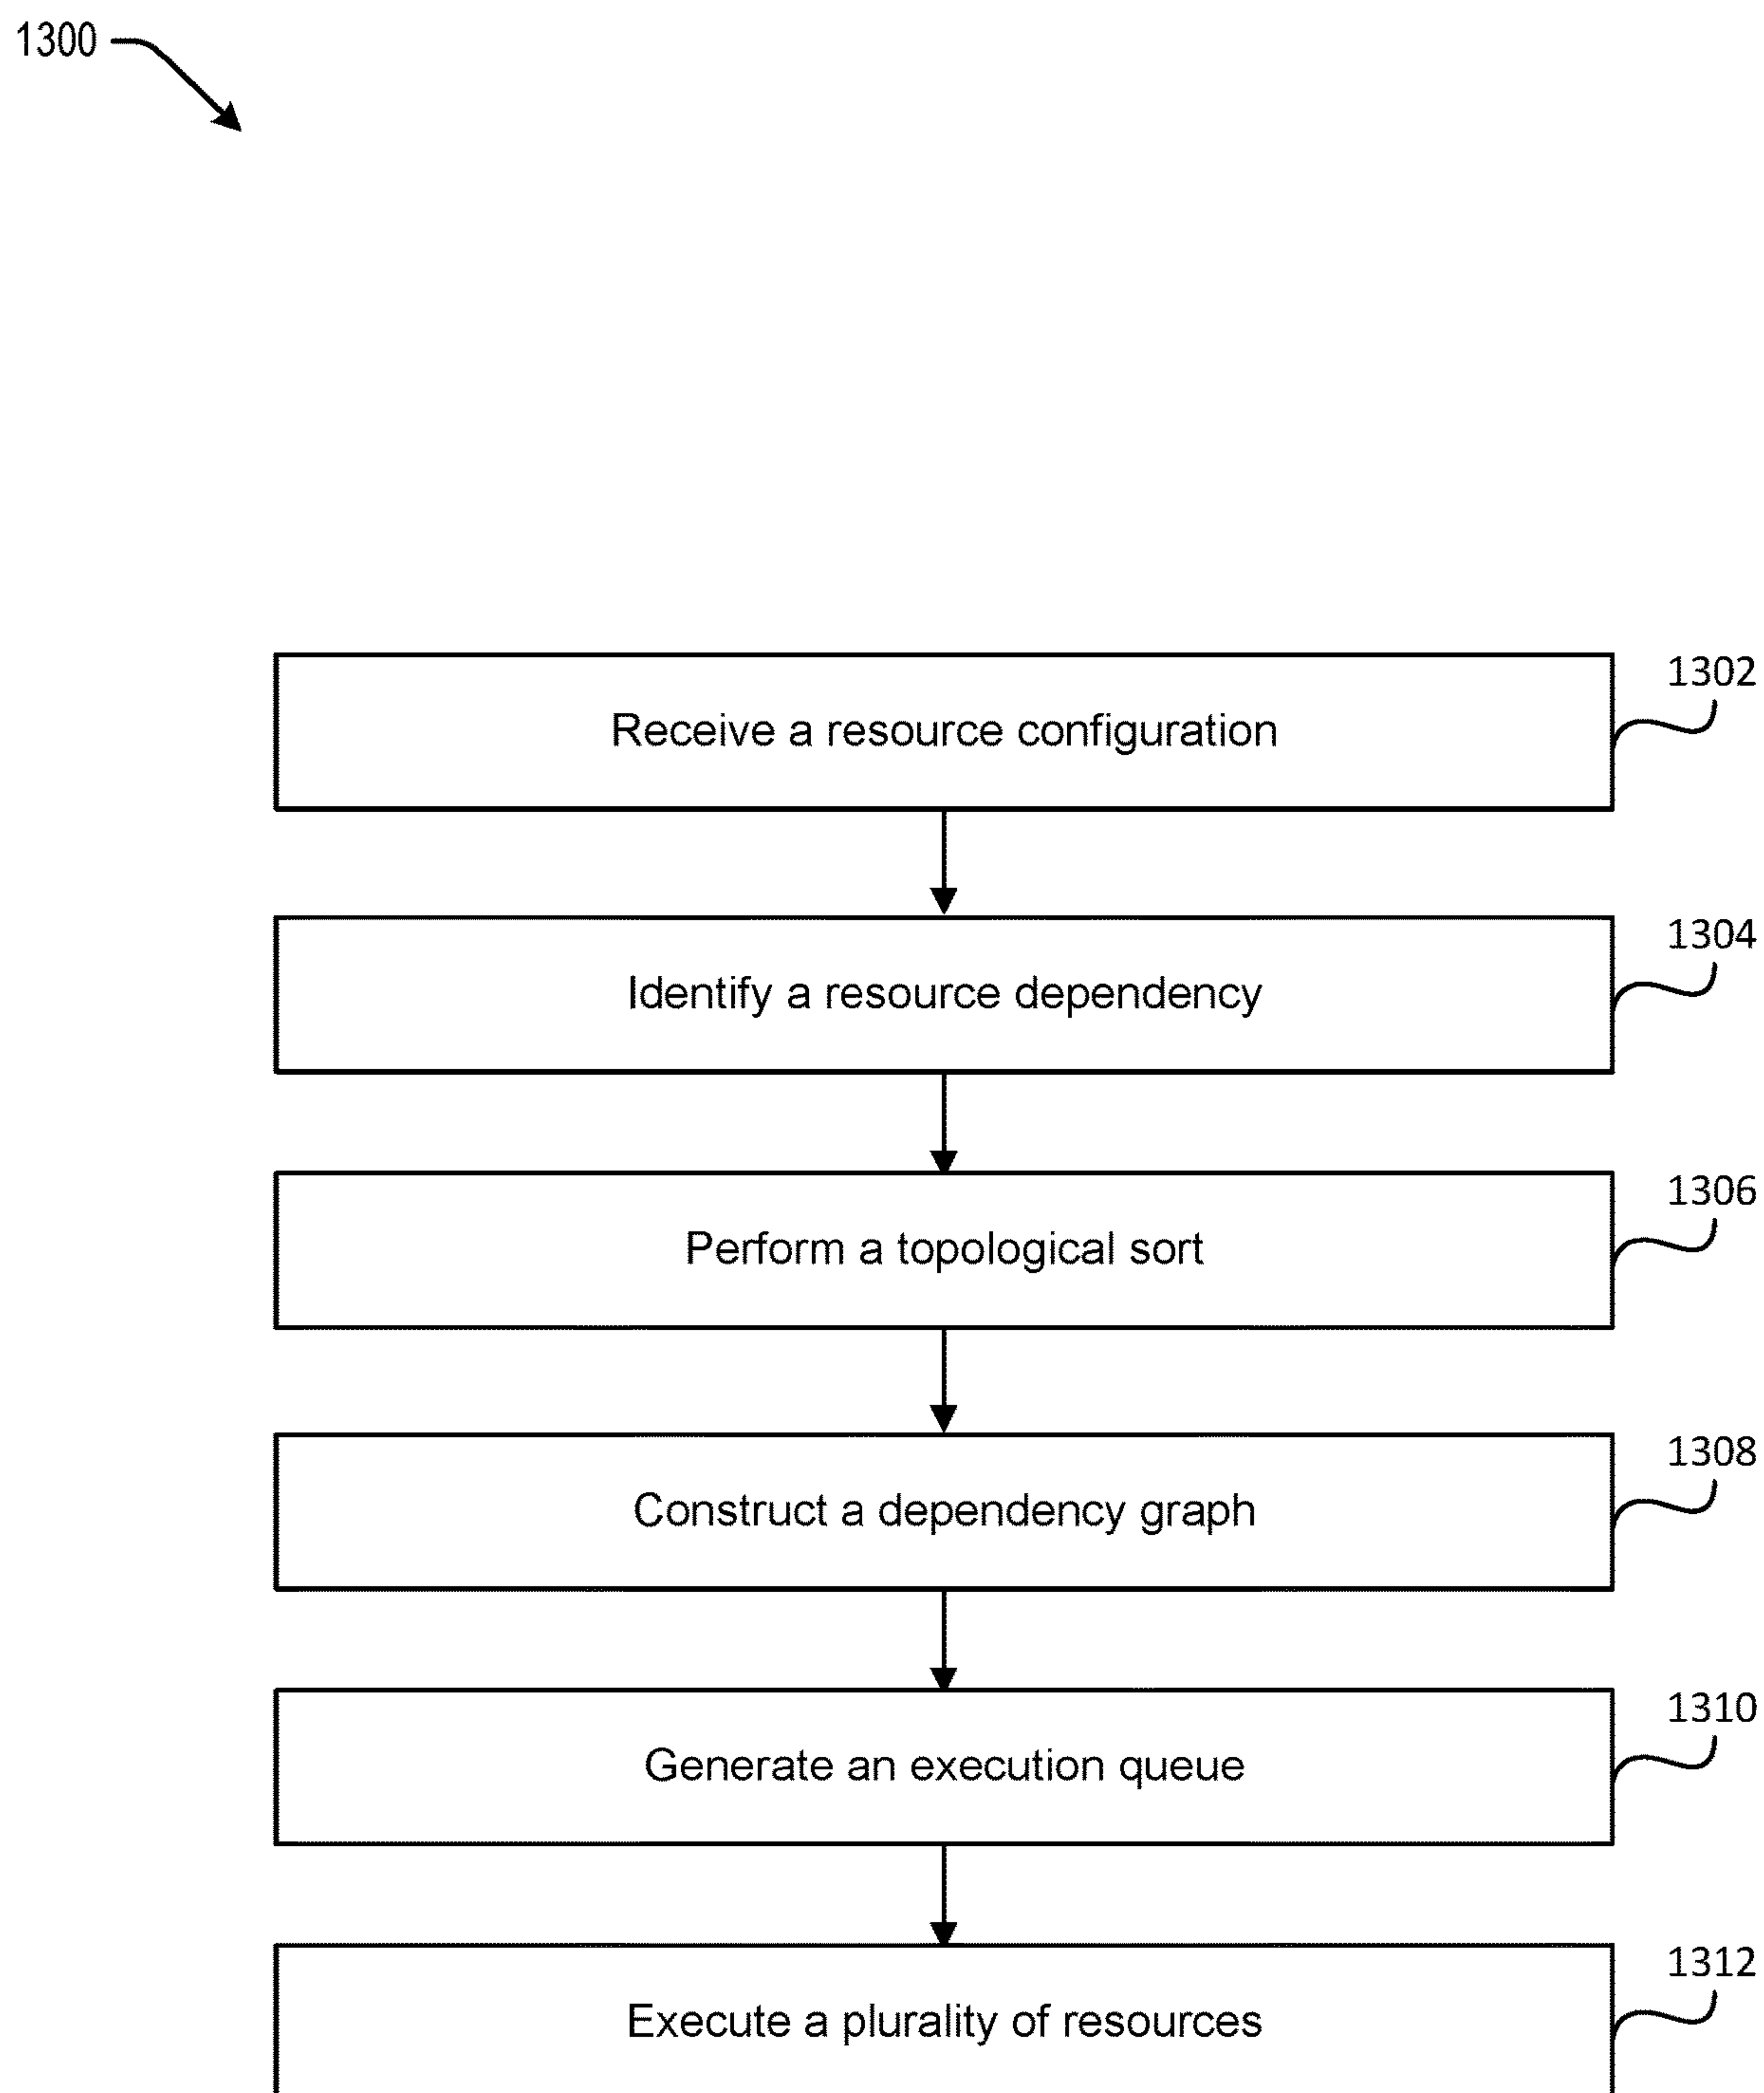 1300
Receive a resource configuration
1302
Identify a resource dependency
1304
Perform a topological sort
1306
Construct a dependency graph
1308
Generate an execution queue
1310
Execute a plurality of resources
1312